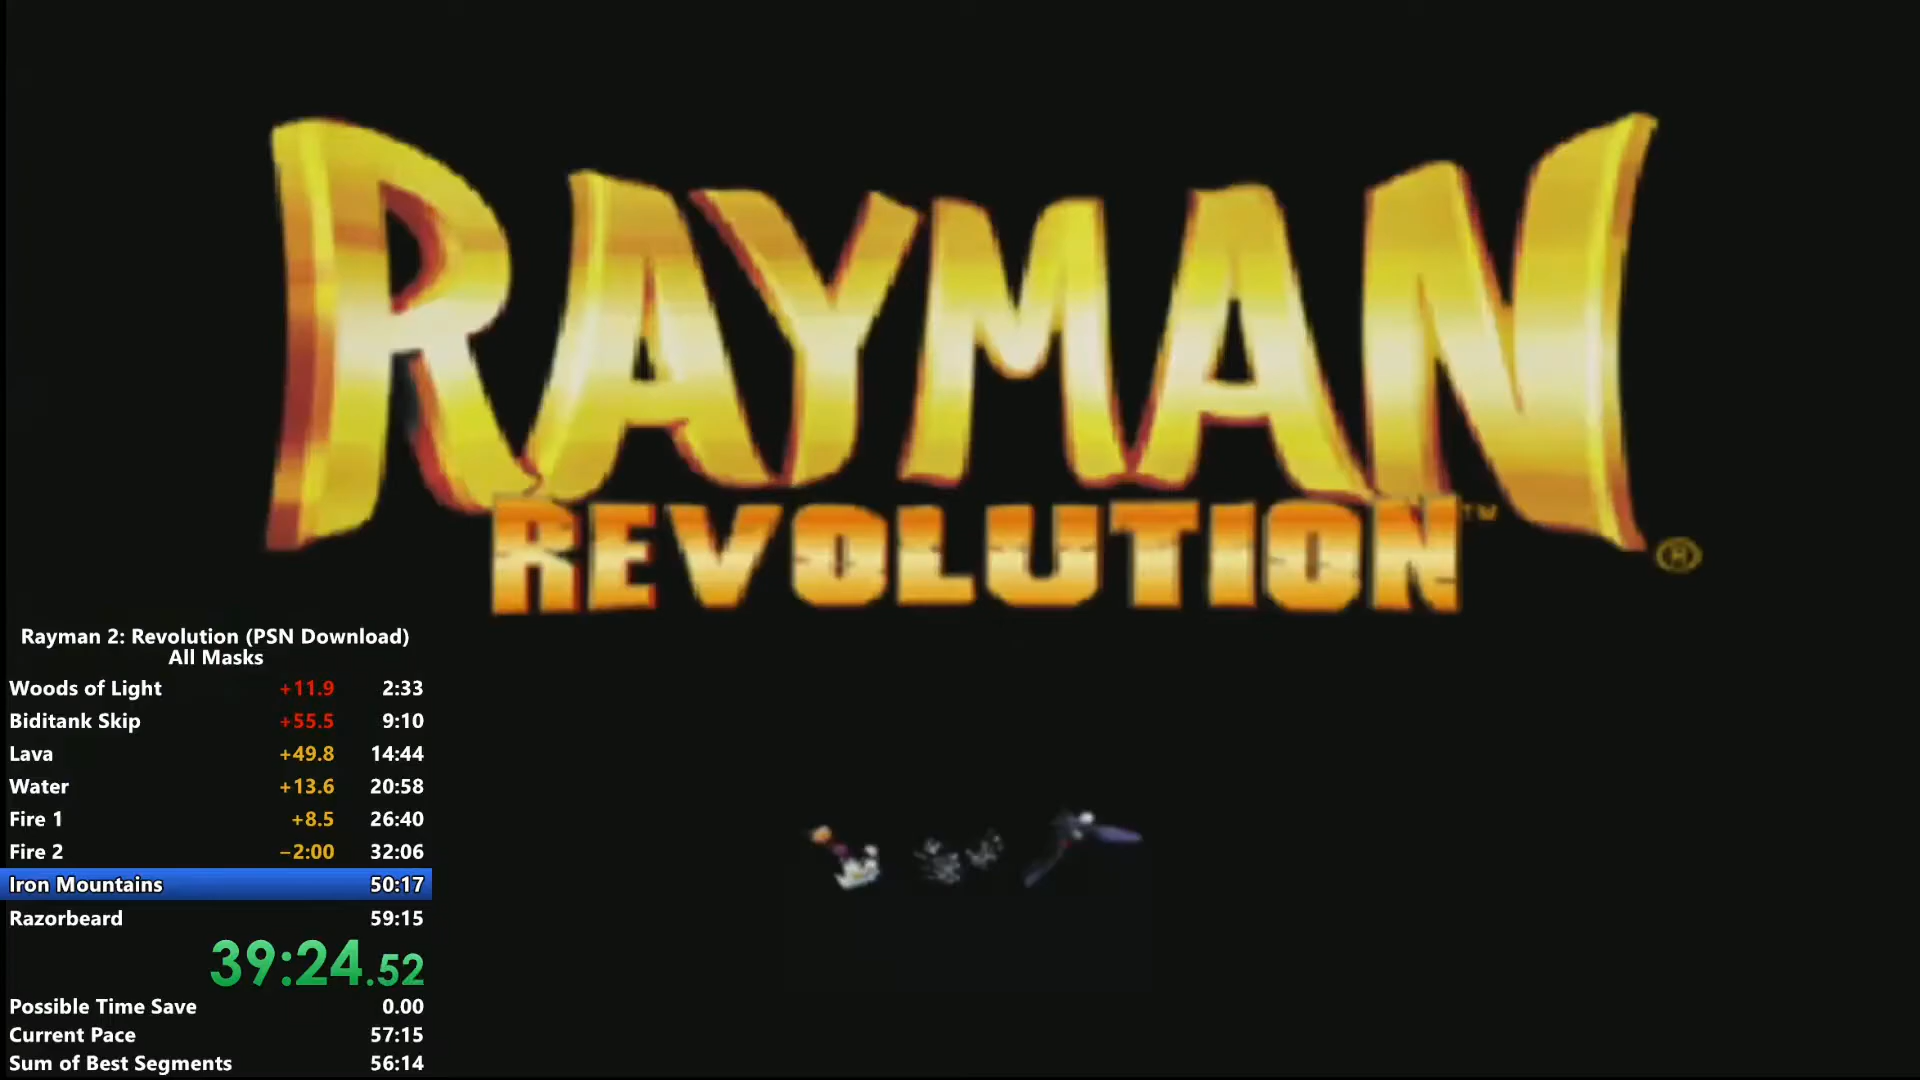 RAYMAN
REVOLUTION™ ®
Rayman 2: Revolution (PSN Download)
All Masks
Woods of Light +11.9 2:33
Biditank Skip +55.5 9:10
Lava +49.8 14:44
Water +13.6 20:58
Fire 1 +8.5 26:40
Fire 2 −2:00 32:06
Iron Mountains 50:17
Razorbeard 59:15
39:24.52
Possible Time Save 0.00
Current Pace 57:15
Sum of Best Segments 56:14